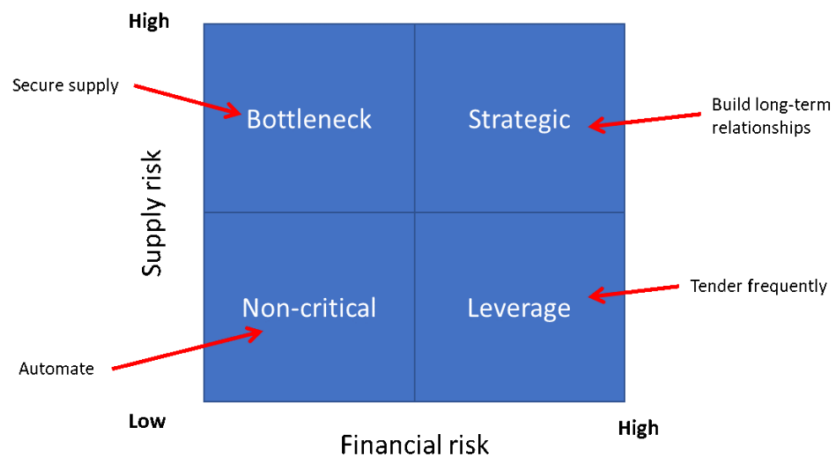 High
Secure supply
Bottleneck
Strategic
Build long-term
relationships
Supply risk
Non-critical
Leverage
Tender frequently
Automate
Low
High
Financial risk